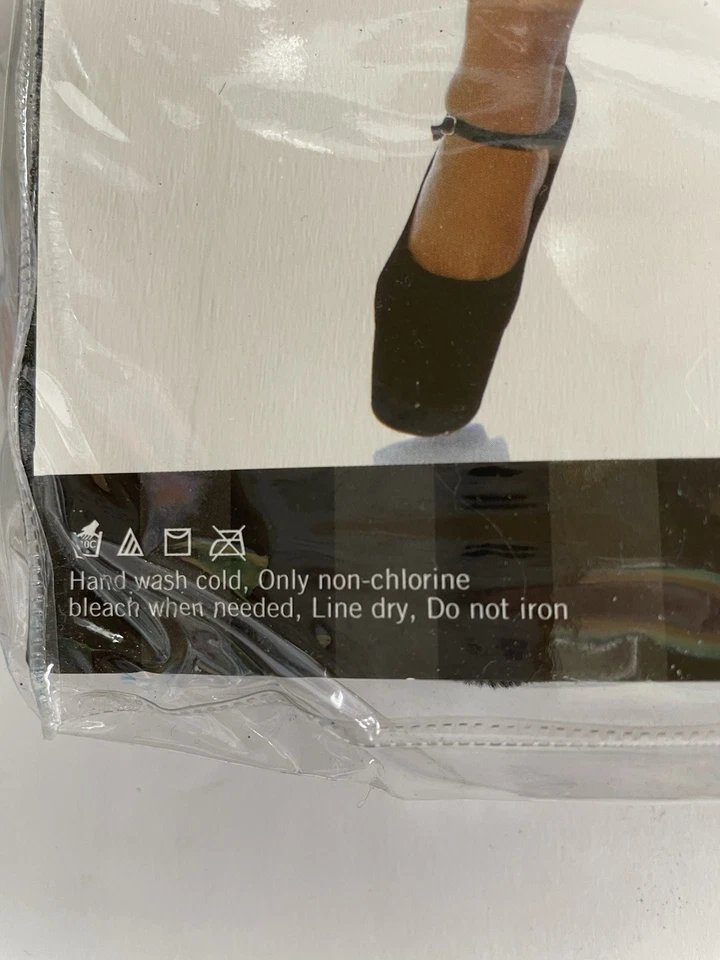 Hand wash cold, Only non-chlorine
bleach when needed, Line dry, Do not iron